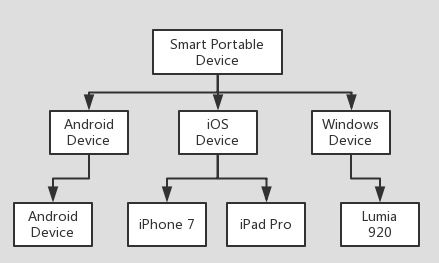 Smart Portable
Device
Android
Device
iOS
Device
Windows
Device
Android
Device
iPhone 7
iPad Pro
Lumia
920